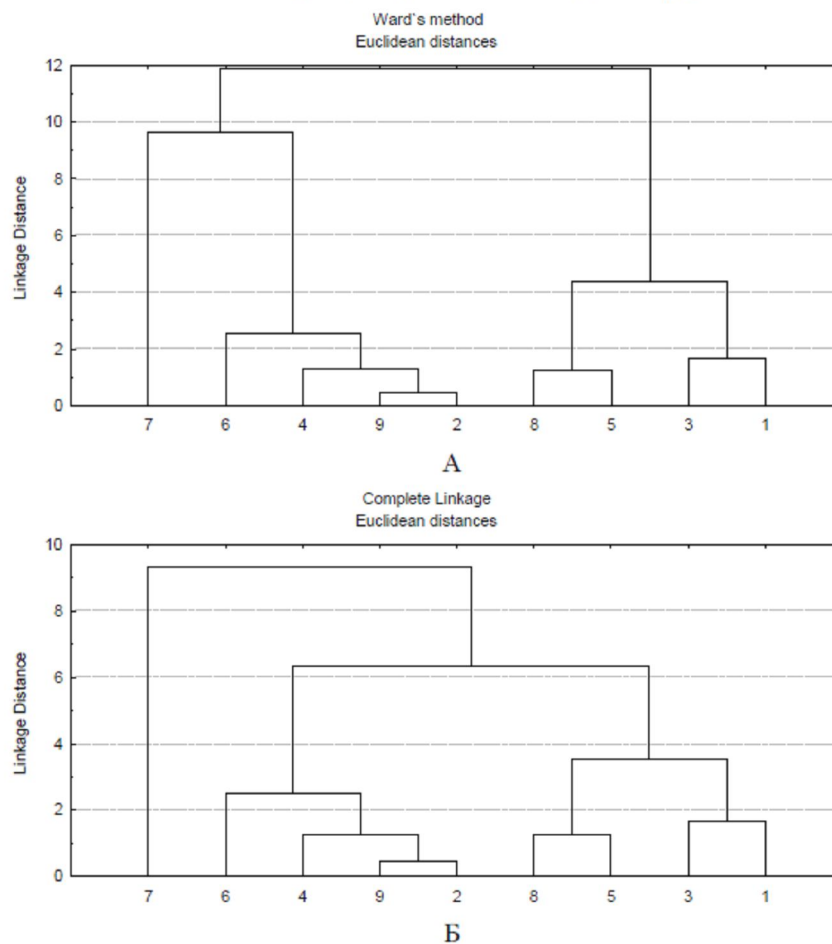 Ward`s method
Euclidean distances
12
10
8
6
4
2
0
Linkage Distance
7 6 4 9 2 8 5 3 1
А
Complete Linkage
Euclidean distances
10
8
6
4
2
0
Linkage Distance
7 6 4 9 2 8 5 3 1
Б